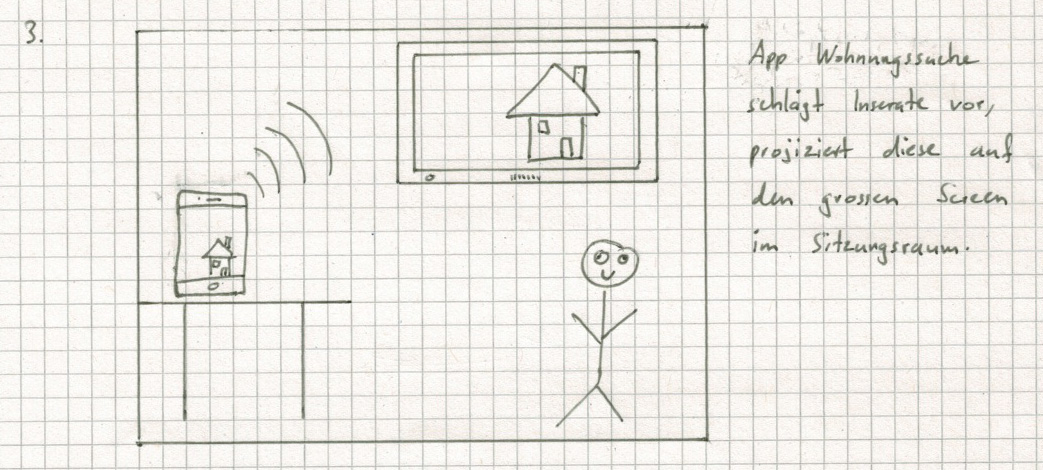 3.
App Wohnungssuche
schlägt Inserate vor,
projiziert diese auf
den grossen Screen
im Sitzungsraum.